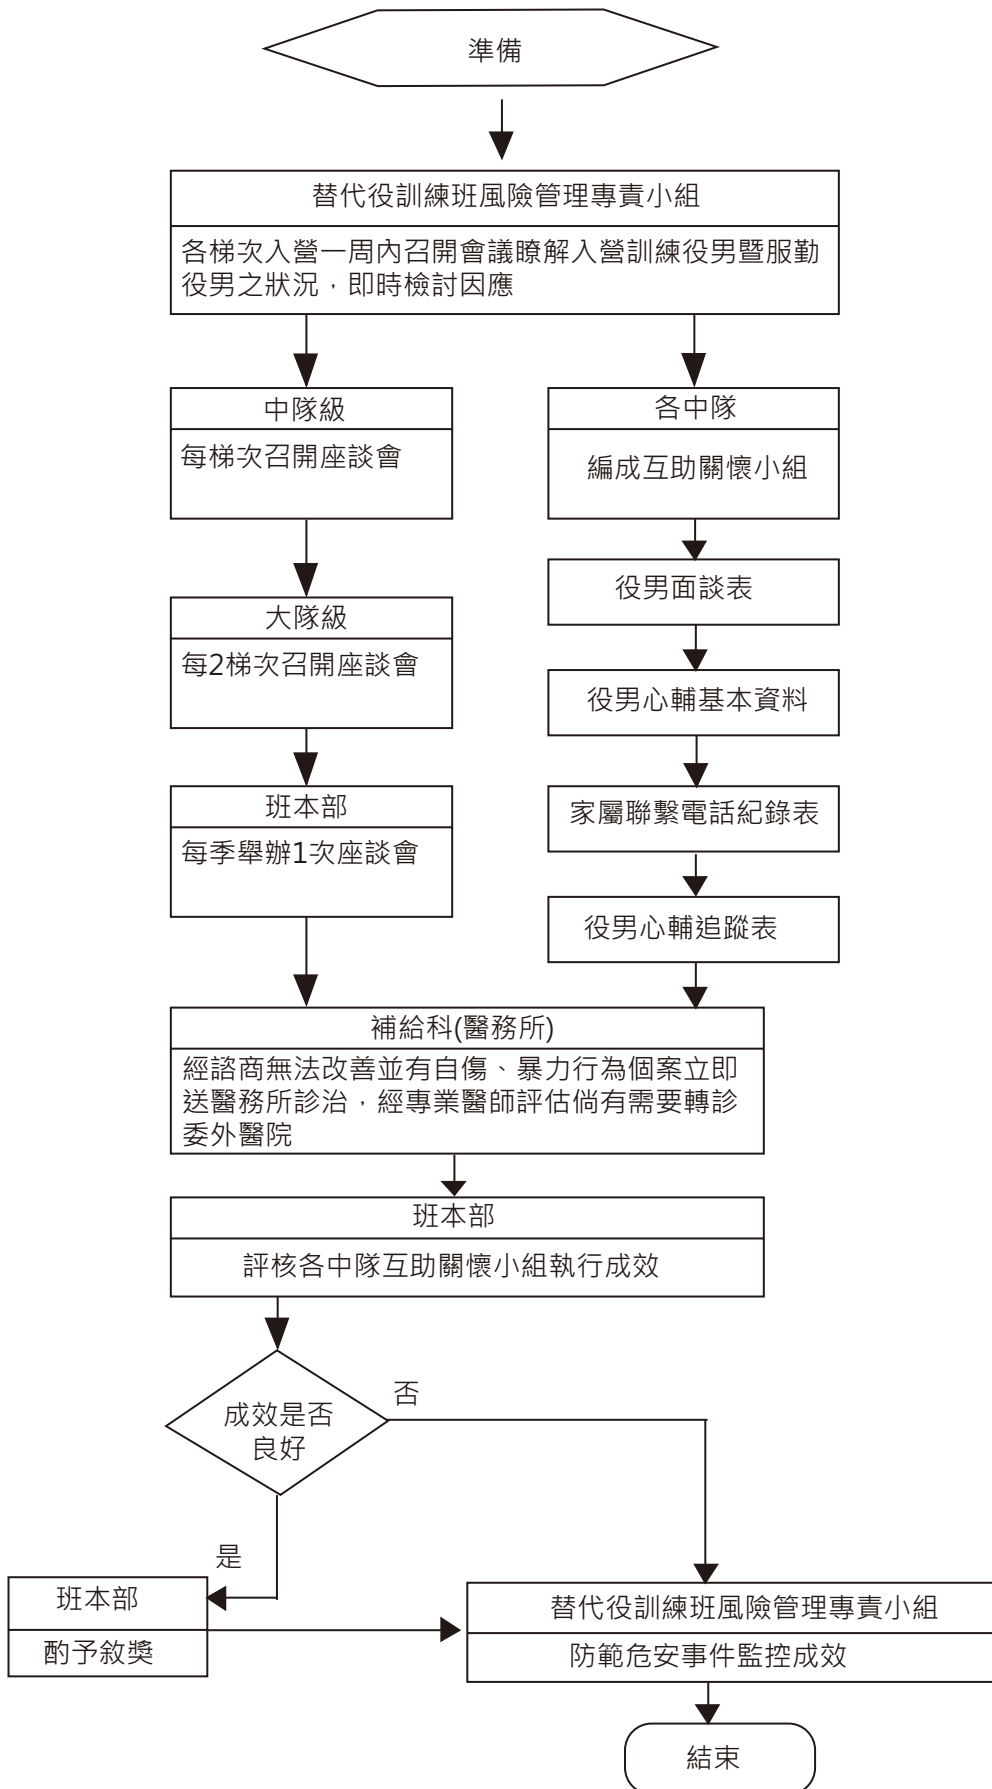 準備
替代役訓練班風險管理專責小組
各梯次入營一周內召開會議瞭解入營訓練役男暨服勤
役男之狀況，即時檢討因應
中隊級
每梯次召開座談會
大隊級
每2梯次召開座談會
班本部
每季舉辦1次座談會
各中隊
編成互助關懷小組
役男面談表
役男心輔基本資料
家屬聯繫電話紀錄表
役男心輔追蹤表
補給科(醫務所)
經諮商無法改善並有自傷、暴力行為個案立即
送醫務所診治，經專業醫師評估倘有需要轉診
委外醫院
班本部
評核各中隊互助關懷小組執行成效
成效是否
良好
否
是
班本部
酌予敘獎
替代役訓練班風險管理專責小組
防範危安事件監控成效
結束